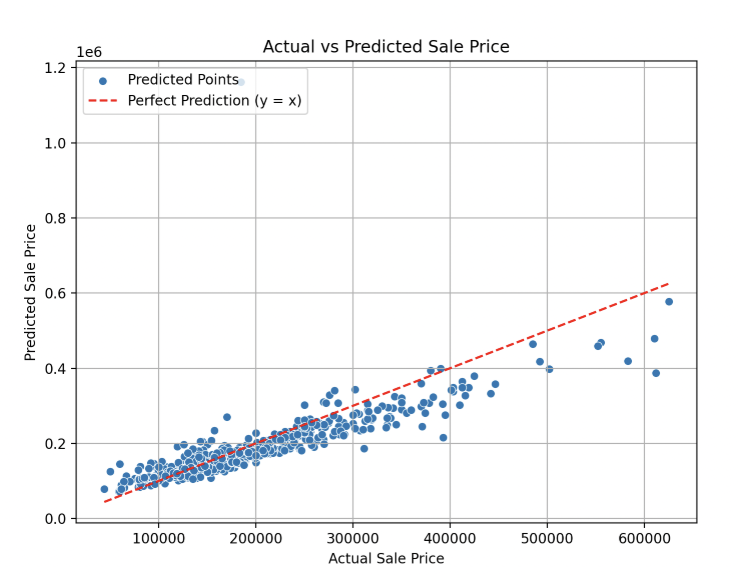 Actual vs Predicted Sale Price
1e6
1.2
1.0
0.8
0.6
0.4
0.2
0.0
Predicted Points
Perfect Prediction (y = x)
Predicted Sale Price
100000 200000 300000 400000 500000 600000
Actual Sale Price